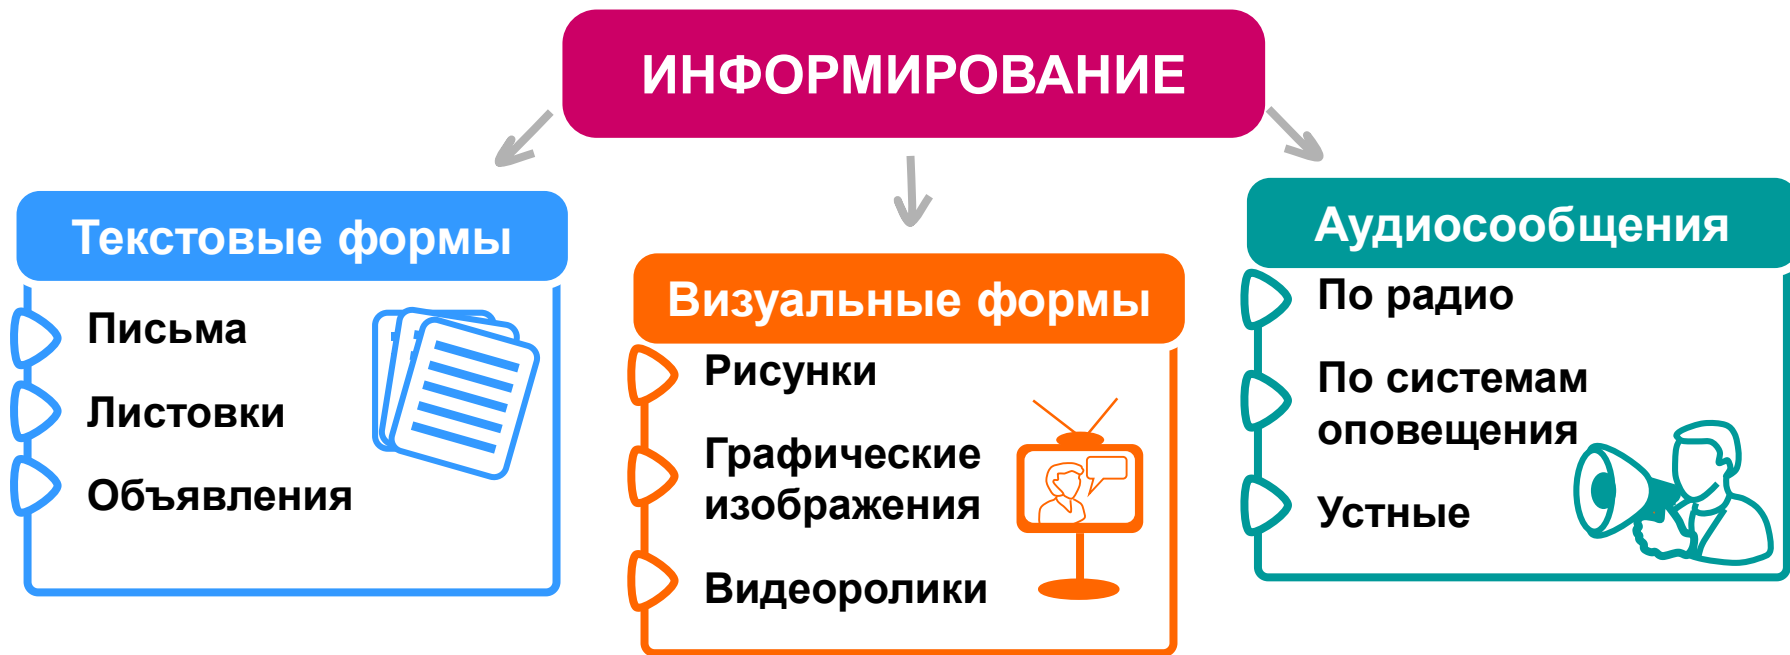 ИНФОРМИРОВАНИЕ
Текстовые формы
Письма
Листовки
Объявления
Визуальные формы
Рисунки
Графические
изображения
Видеоролики
Аудиосообщения
По радио
По системам
оповещения
Устные